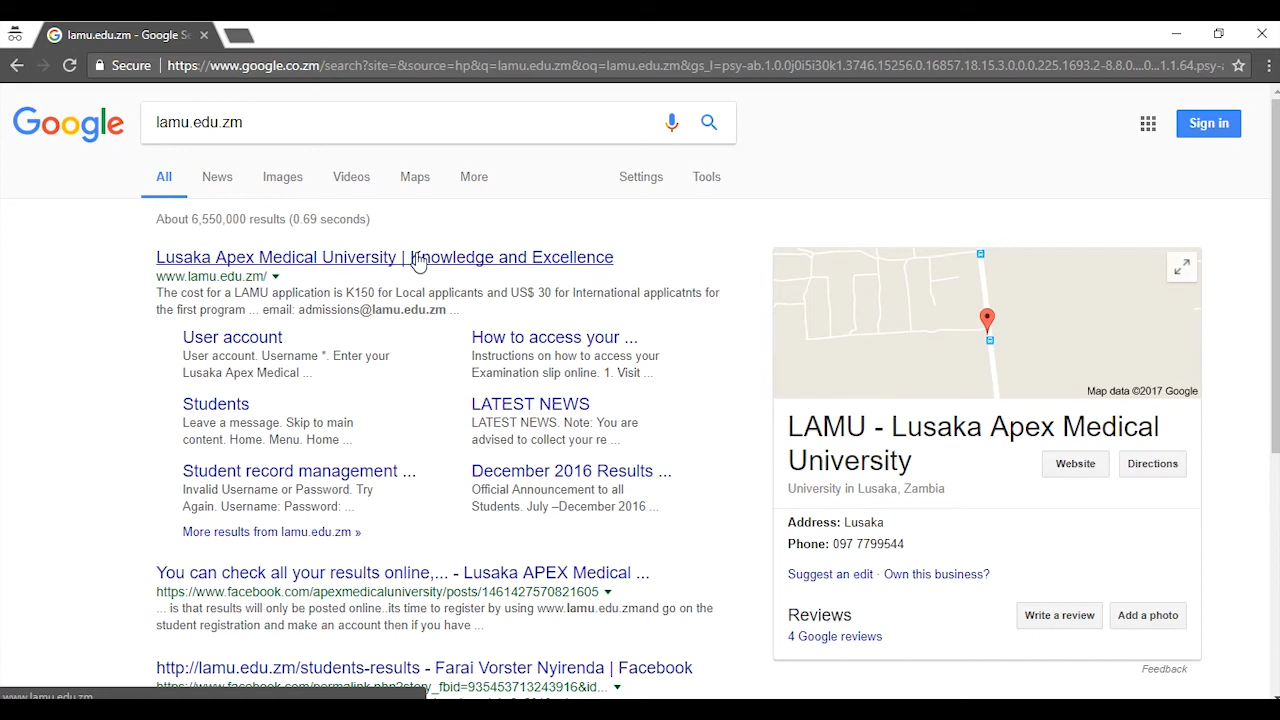 lamu.edu.zm - Google Se
Secure https://www.google.co.zm/search?site=&source=hp&q=lamu.edu.zm&oq=lamu.edu.zm&gs_l=psy-ab.1.0.0j0i5i30k1.3746.15256.0.16857.18.15.3.0.0.0.225.1693.2-8.8.0....0...1.1.64.psy-
Google
lamu.edu.zm
Sign in
All News Images Videos Maps More Settings Tools
About 6,550,000 results (0.69 seconds)
Lusaka Apex Medical University | Knowledge and Excellence
www.lamu.edu.zm/
The cost for a LAMU application is K150 for Local applicants and US$ 30 for International applicatnts for
the first program ... email: admissions@lamu.edu.zm ...
User account
User account. Username *. Enter your
Lusaka Apex Medical ...
How to access your ...
Instructions on how to access your
Examination slip online. 1. Visit ...
Students
Leave a message. Skip to main
content. Home. Menu. Home ...
LATEST NEWS
LATEST NEWS. Note: You are
advised to collect your re ...
Student record management ...
Invalid Username or Password. Try
Again. Username: Password: ...
December 2016 Results ...
Official Announcement to all
Students. July –December 2016 ...
More results from lamu.edu.zm »
You can check all your results online,... - Lusaka APEX Medical ...
https://www.facebook.com/apexmedicaluniversity/posts/1461427570821605
... is that results will only be posted online..its time to register by using www.lamu.edu.zmand go on the
student registration and make an account then if you have ...
http://lamu.edu.zm/students-results - Farai Vorster Nyirenda | Facebook
https://www.facebook.com/permalink.php?story_fbid=935453713243916&id...
www.lamu.edu.zm
Map data ©2017 Google
LAMU - Lusaka Apex Medical
University
Website Directions
University in Lusaka, Zambia
Address: Lusaka
Phone: 097 7799544
Suggest an edit · Own this business?
Reviews
Write a review Add a photo
4 Google reviews
Feedback